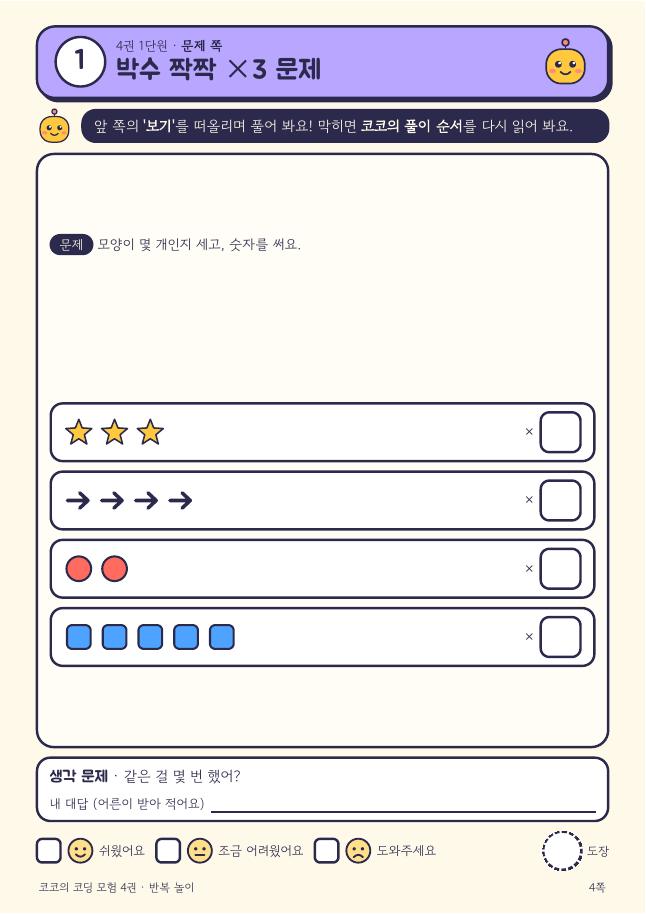 1
4권 1단원 · 문제 쪽
박수 짝짝 ×3 문제
앞 쪽의 '보기'를 떠올리며 풀어 봐요! 막히면 코코의 풀이 순서를 다시 읽어 봐요.
문제 모양이 몇 개인지 세고, 숫자를 써요.
×
×
×
×
생각 문제 · 같은 걸 몇 번 했어?
내 대답 (어른이 받아 적어요)
쉬웠어요 조금 어려웠어요 도와주세요 도장
코코의 코딩 모험 4권 · 반복 놀이 4쪽